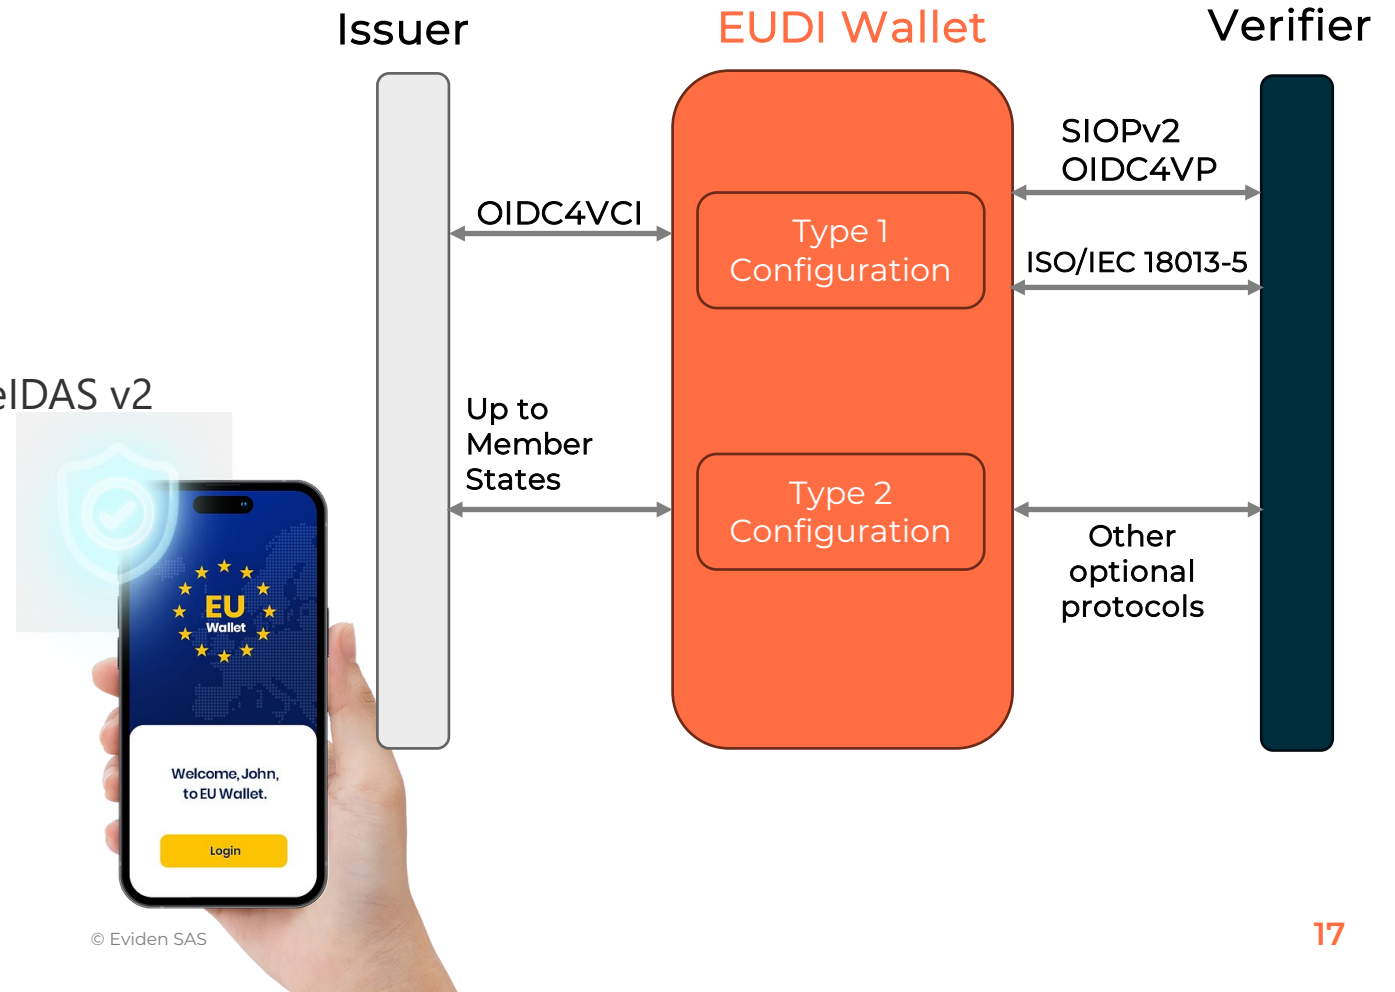 Issuer
EUDI Wallet
Verifier
SIOPv2
OIDC4VP
OIDC4VCI
Type 1
Configuration
ISO/IEC 18013-5
eIDAS v2
Up to
Member
States
Type 2
Configuration
Other
optional
protocols
EU
Wallet
Welcome, John,
to EU Wallet.
Login
© Eviden SAS
17